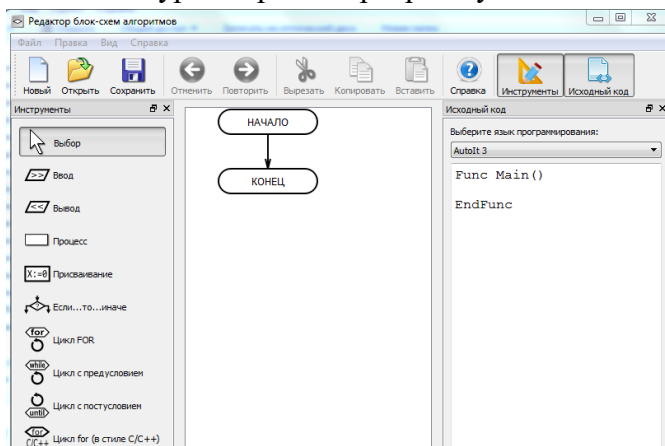 Редактор блок-схем алгоритмов
Файл Правка Вид Справка
Новый Открыть Сохранить Отменить Повторить Вырезать Копировать Вставить Справка Инструменты Исходный код
Инструменты
Выбор
>> Ввод
<< Вывод
Процесс
X:=0 Присваивание
? Если...то...иначе
for Цикл FOR
while Цикл с предусловием
until Цикл с постусловием
for C/C++ Цикл for (в стиле C/C++)
НАЧАЛО
КОНЕЦ
Исходный код
Выберите язык программирования:
AutoIt 3
Func Main()
EndFunc